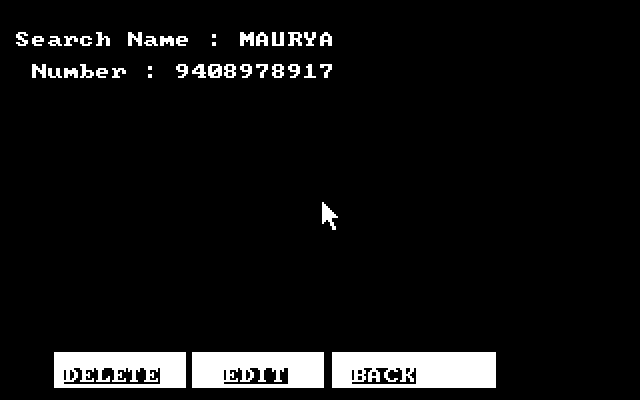 Search Name : MAURYA
Number : 9408978917
DELETE EDIT BACK